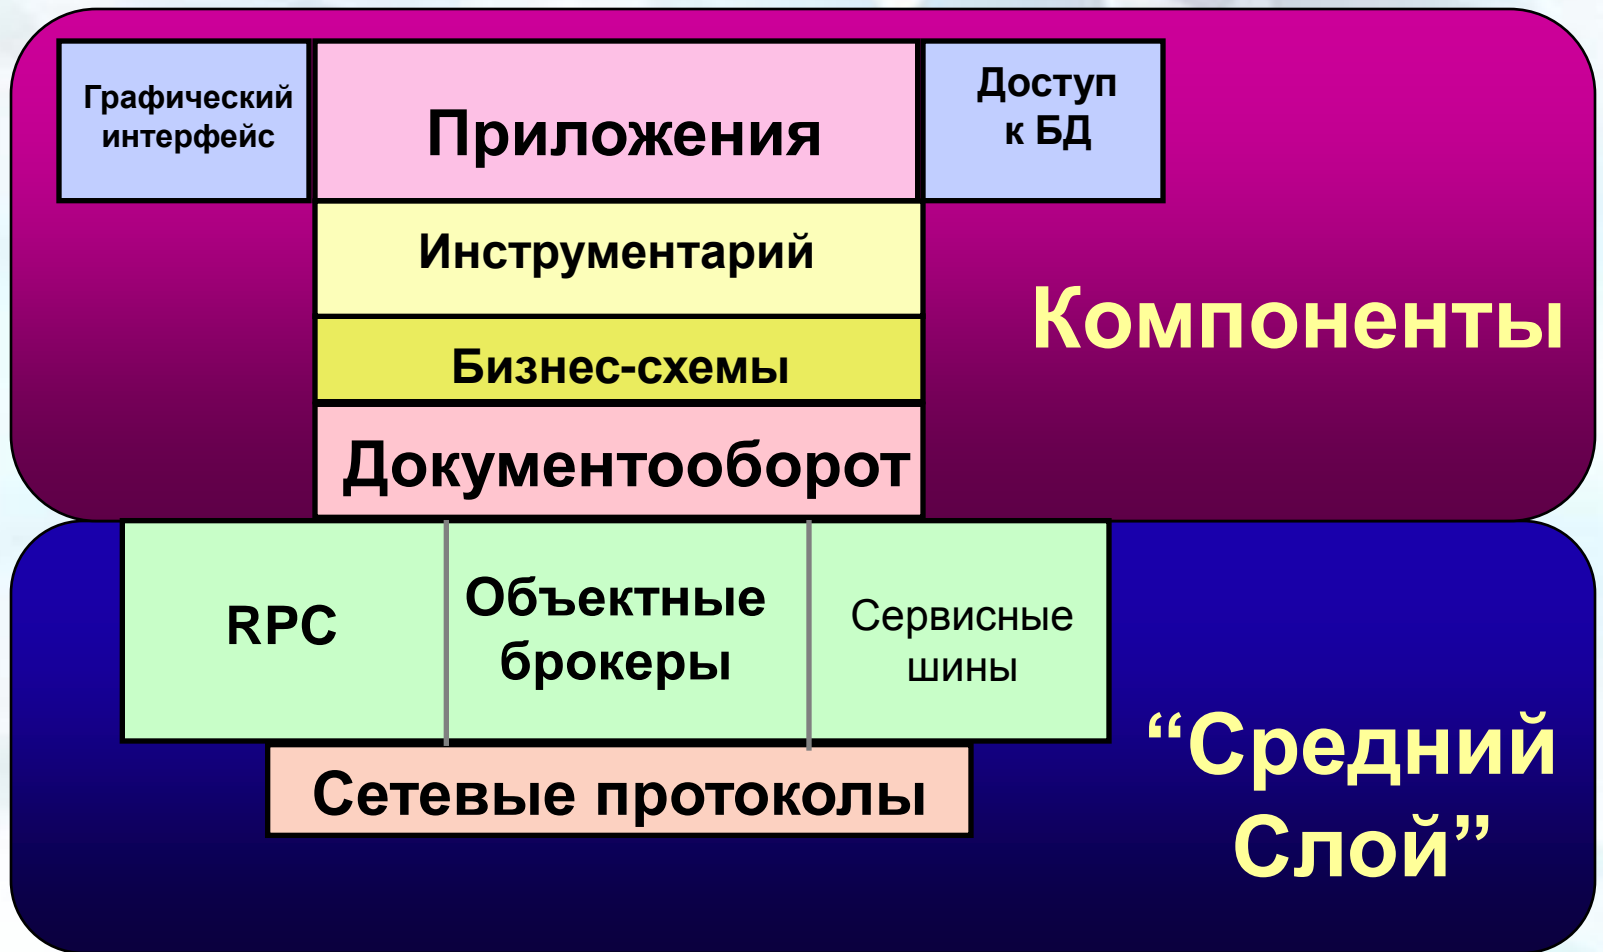 Графический
интерфейс
Приложения
Доступ
к БД
Инструментарий
Бизнес-схемы
Компоненты
Документооборот
RPC
Объектные
брокеры
Сервисные
шины
“Средний
Слой”
Сетевые протоколы